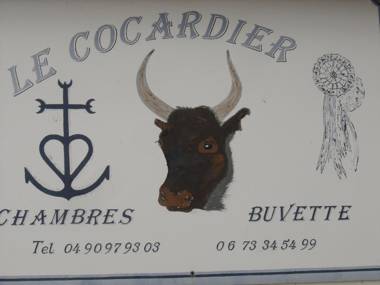 LE COCARDIER
CHAMBRES BUVETTE
Tel 04 90 97 93 03 06 73 34 54 99